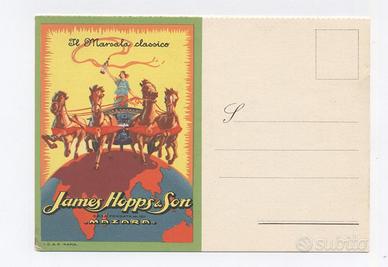 Il Marsala classico
James Hopps & Son
MAZARA
S
subito